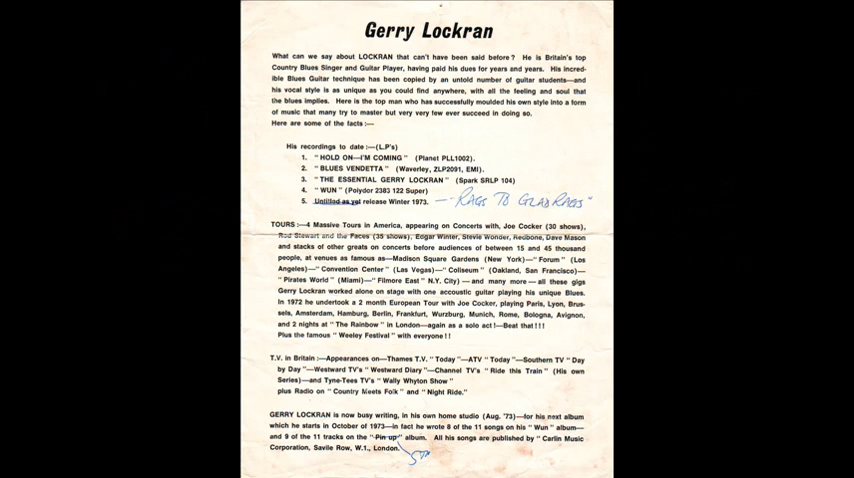 Gerry Lockran
What can we say about LOCKRAN that can't have been said before? He is Britain's top
Country Blues Singer and Guitar Player, having paid his dues for years and years. His incred-
ible Blues Guitar technique has been copied by an untold number of guitar students—and
his vocal style is as unique as you could find anywhere, with all the feeling and soul that
the blues implies. Here is the top man who has successfully moulded his own style into a form
of music that many try to master but very very few ever succeed in doing so.
Here are some of the facts :—
His recordings to date :—(L.P's)
1. "HOLD ON—I'M COMING" (Planet PLL1002).
2. "BLUES VENDETTA" (Waverley, ZLP2091, EMI).
3. "THE ESSENTIAL GERRY LOCKRAN" (Spark SRLP 104)
4. "WUN" (Polydor 2383 122 Super)
5. Untitled as yet release Winter 1973. — "RAGS TO GLADRAGS"
TOURS :—4 Massive Tours in America, appearing on Concerts with, Joe Cocker (30 shows),
Rod Stewart and the Faces (35 shows), Edgar Winter, Stevie Wonder, Redbone, Dave Mason
and stacks of other greats on concerts before audiences of between 15 and 45 thousand
people, at venues as famous as—Madison Square Gardens (New York)—"Forum" (Los
Angeles)—"Convention Center" (Las Vegas)—"Coliseum" (Oakland, San Francisco)—
"Pirates World" (Miami)—"Filmore East" N.Y. City) — and many more — all these gigs
Gerry Lockran worked alone on stage with one accoustic guitar playing his unique Blues.
In 1972 he undertook a 2 month European Tour with Joe Cocker, playing Paris, Lyon, Brus-
sels, Amsterdam, Hamburg, Berlin, Frankfurt, Wurzburg, Munich, Rome, Bologna, Avignon,
and 2 nights at "The Rainbow" in London—again as a solo act!—Beat that!!!
Plus the famous "Weeley Festival" with everyone!!
T.V. in Britain :—Appearances on—Thames T.V. "Today"—ATV "Today"—Southern TV "Day
by Day"—Westward TV's "Westward Diary"—Channel TV's "Ride this Train" (His own
Series)—and Tyne-Tees TV's "Wally Whyton Show"
plus Radio on "Country Meets Folk" and "Night Ride."
GERRY LOCKRAN is now busy writing, in his own home studio (Aug. '73)—for his next album
which he starts in October of 1973—in fact he wrote 8 of the 11 songs on his "Wun" album—
and 9 of the 11 tracks on the "Pin up" album. All his songs are published by "Carlin Music
Corporation, Savile Row, W.1., London.
5TH